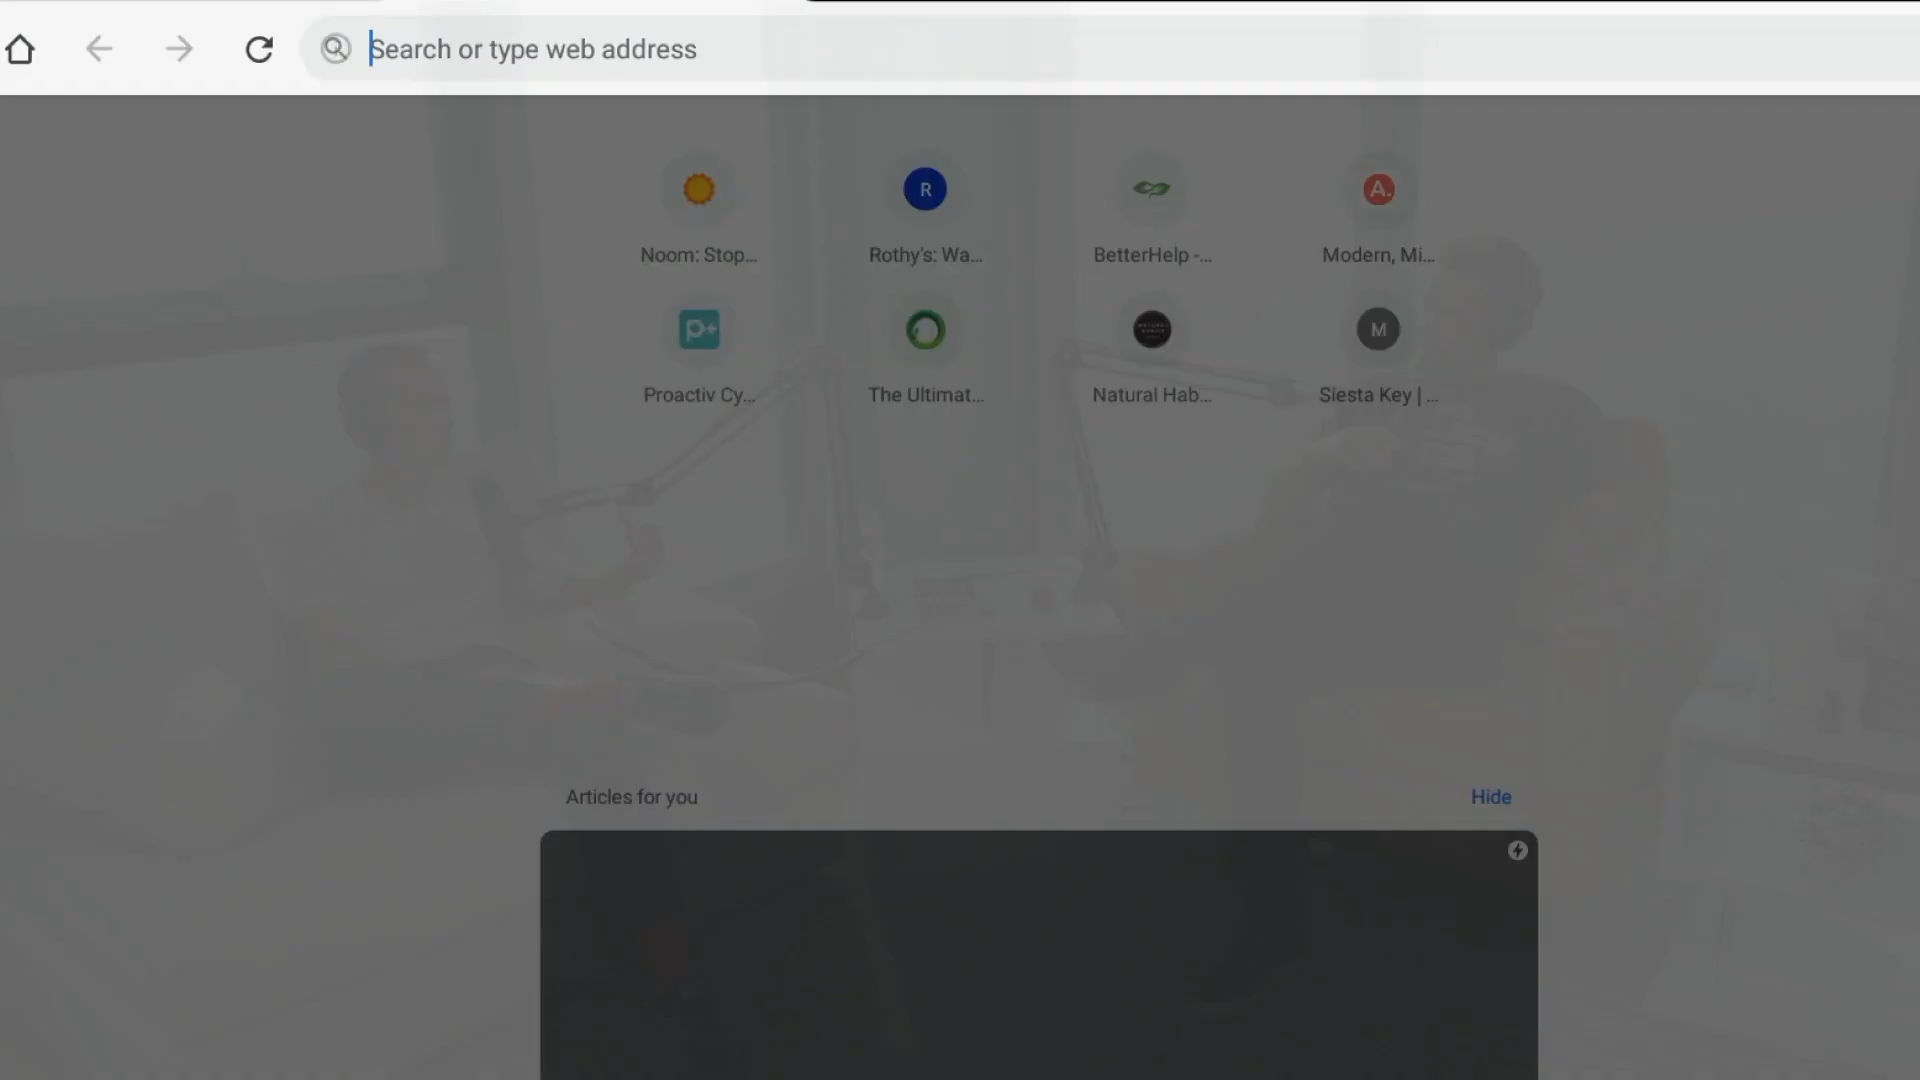 Search or type web address
R
A.
Noom: Stop...
Rothy's: Wa...
BetterHelp -...
Modern, Mi...
P+
M
Proactiv Cy...
The Ultimat...
Natural Hab...
Siesta Key | ...
Articles for you
Hide